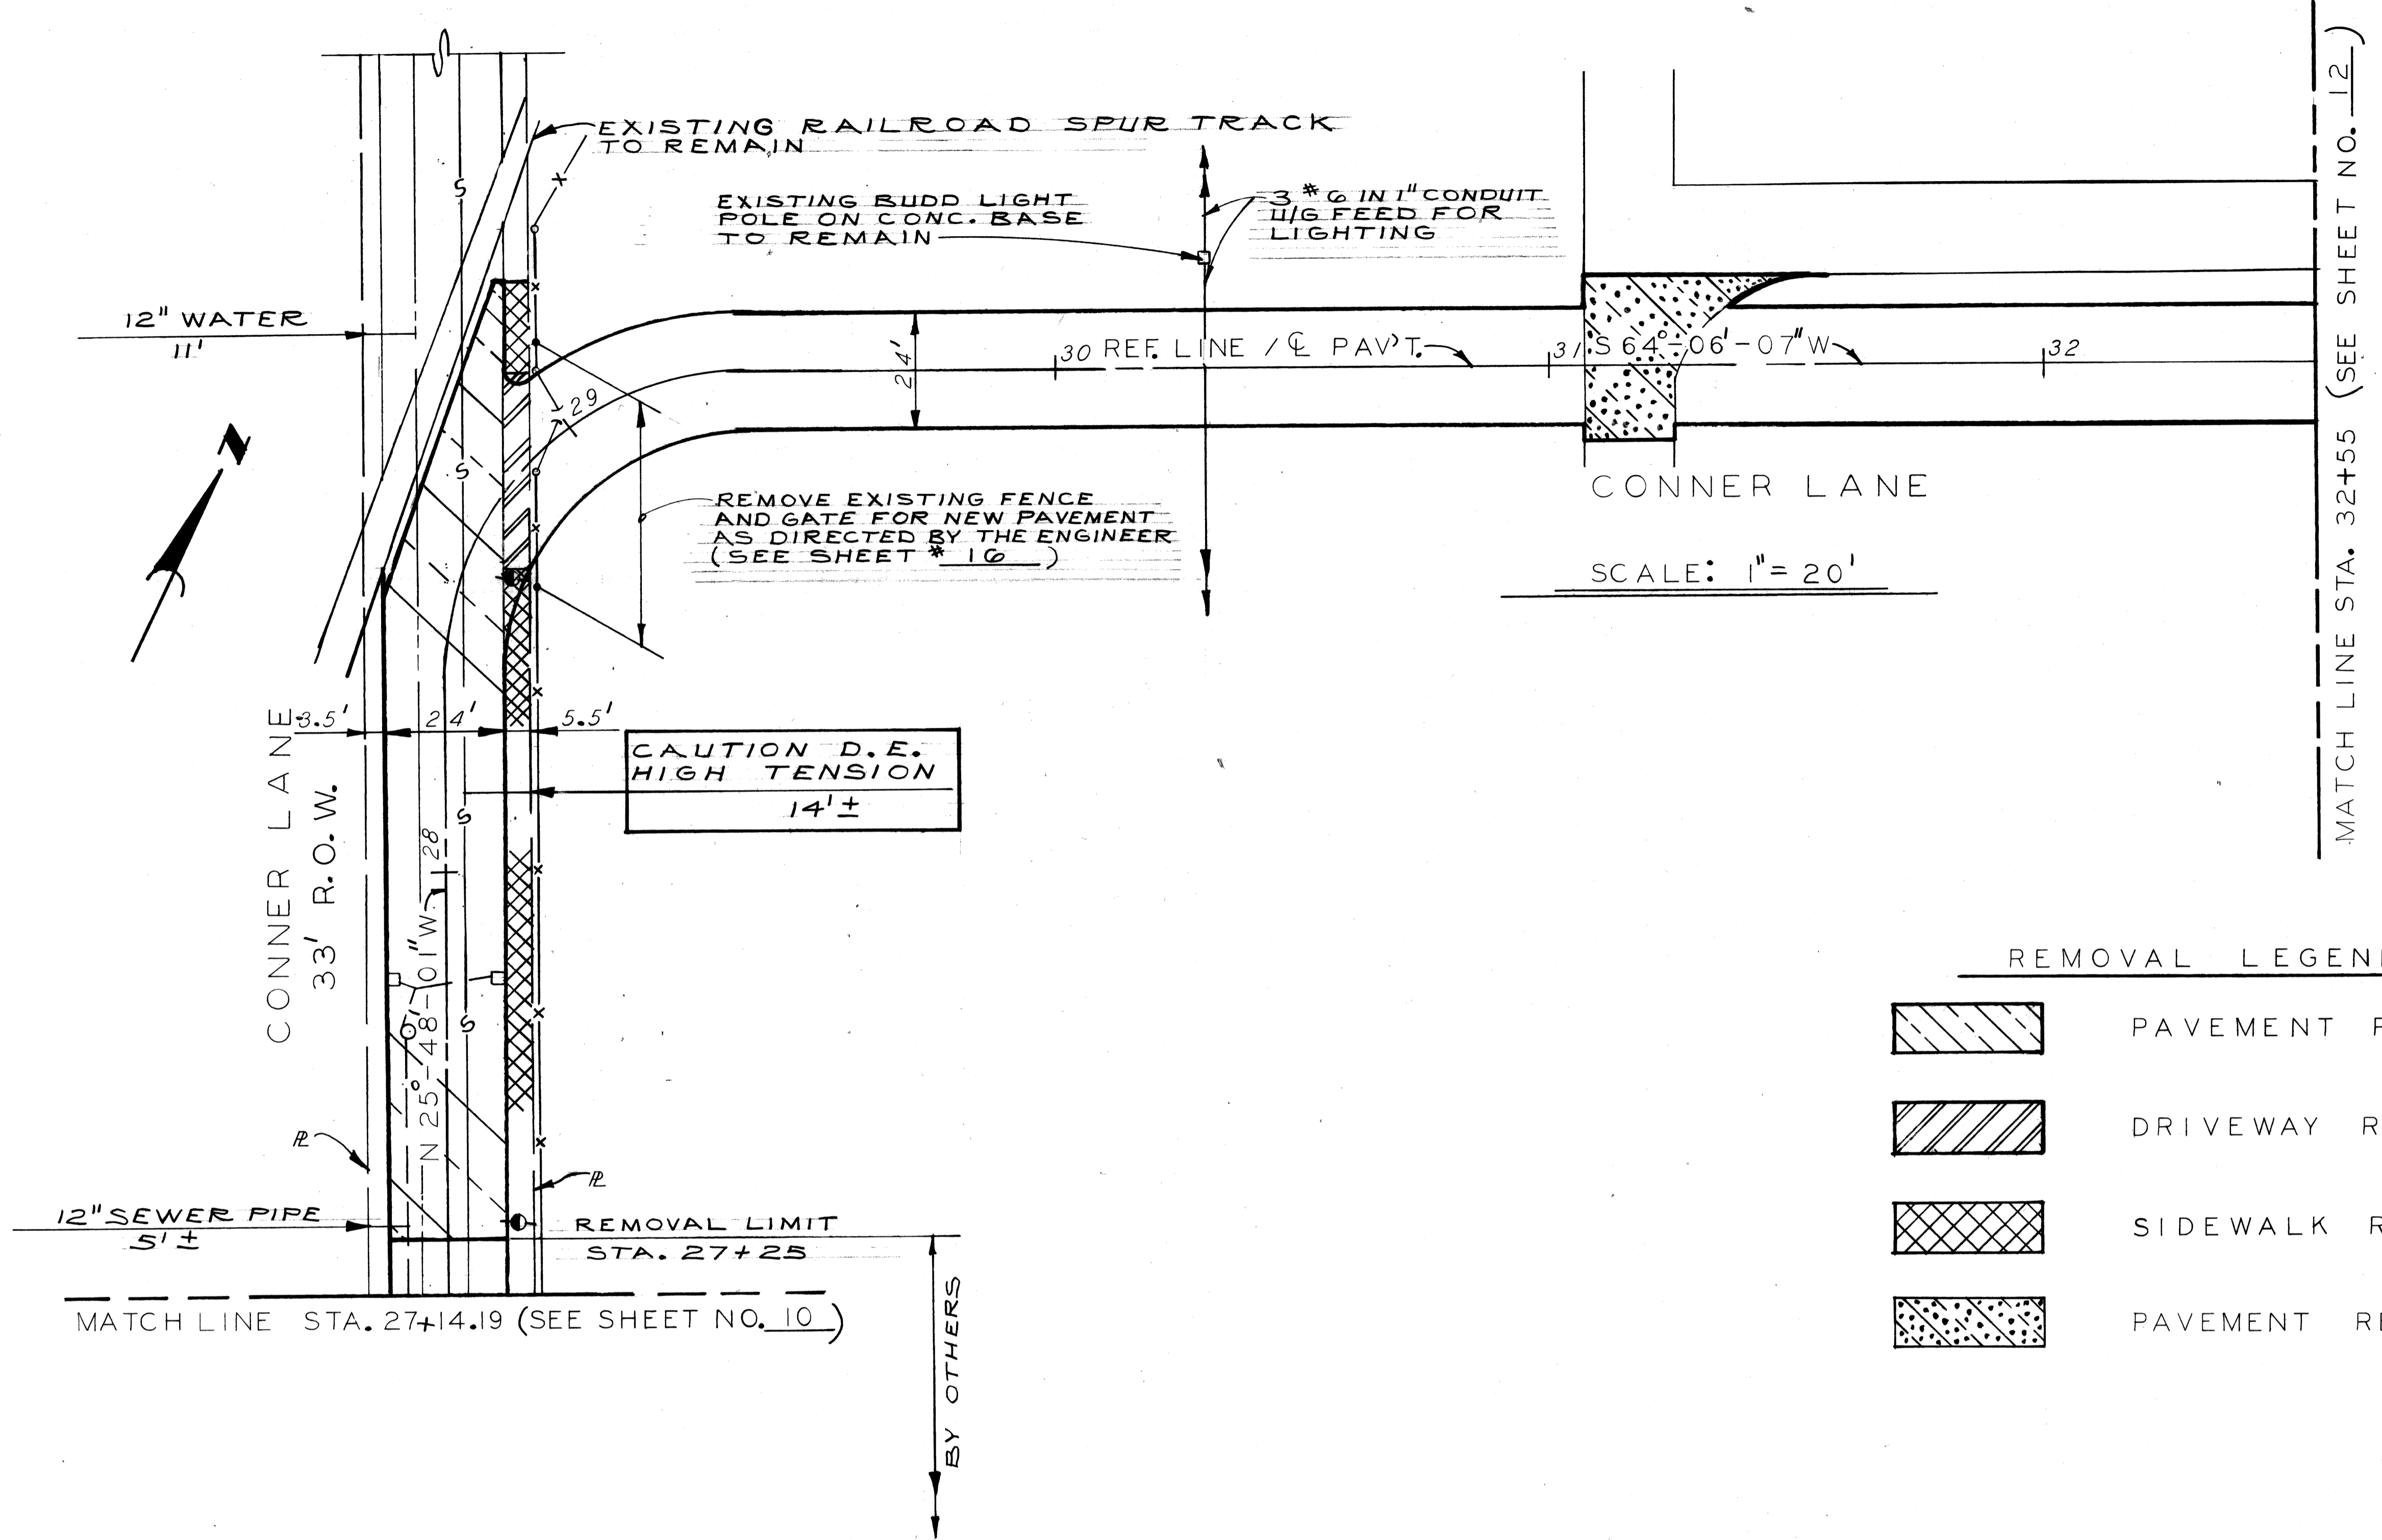 EXISTING RAILROAD SPUR TRACK
TO REMAIN
EXISTING BUDD LIGHT
POLE ON CONC. BASE
TO REMAIN
3 #6 IN 1" CONDUIT
U/G FEED FOR
LIGHTING
12" WATER
11'
S
24'
30 REF. LINE / ℄ PAV'T.
31
S 64°-06'-07" W
32
29
N
S
REMOVE EXISTING FENCE
AND GATE FOR NEW PAVEMENT
AS DIRECTED BY THE ENGINEER
(SEE SHEET # 16 )
CONNER LANE
SCALE: 1" = 20'
MATCH LINE STA. 32+55 (SEE SHEET NO. 12 )
3.5'
24'
5.5'
CAUTION D.E.
HIGH TENSION
14' ±
S
28
CONNER LANE
33' R.O.W.
N 25°-48'-01" W
S
REMOVAL LEGEN
PAVEMENT
DRIVEWAY R
SIDEWALK R
PAVEMENT RE
PL
PL
12" SEWER PIPE
5' ±
REMOVAL LIMIT
STA. 27+25
BY OTHERS
MATCH LINE STA. 27+14.19 (SEE SHEET NO. 10 )